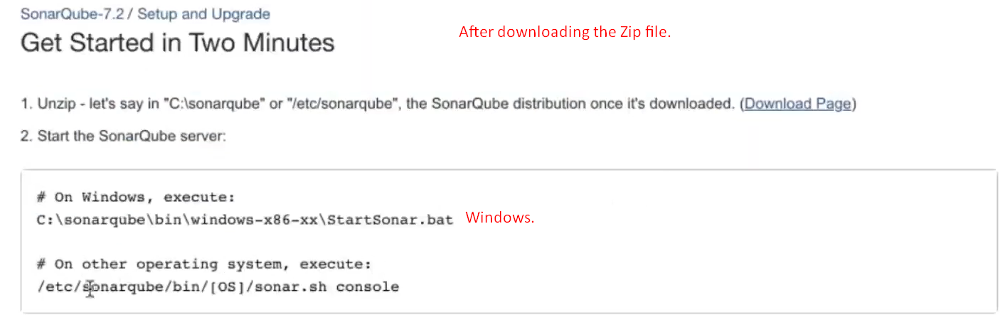 SonarQube-7.2 / Setup and Upgrade
Get Started in Two Minutes
After downloading the Zip file.
1. Unzip - let's say in "C:\sonarqube" or "/etc/sonarqube", the SonarQube distribution once it's downloaded. (Download Page)
2. Start the SonarQube server:
# On Windows, execute:
C:\sonarqube\bin\windows-x86-xx\StartSonar.bat Windows.
# On other operating system, execute:
/etc/sonarqube/bin/[OS]/sonar.sh console